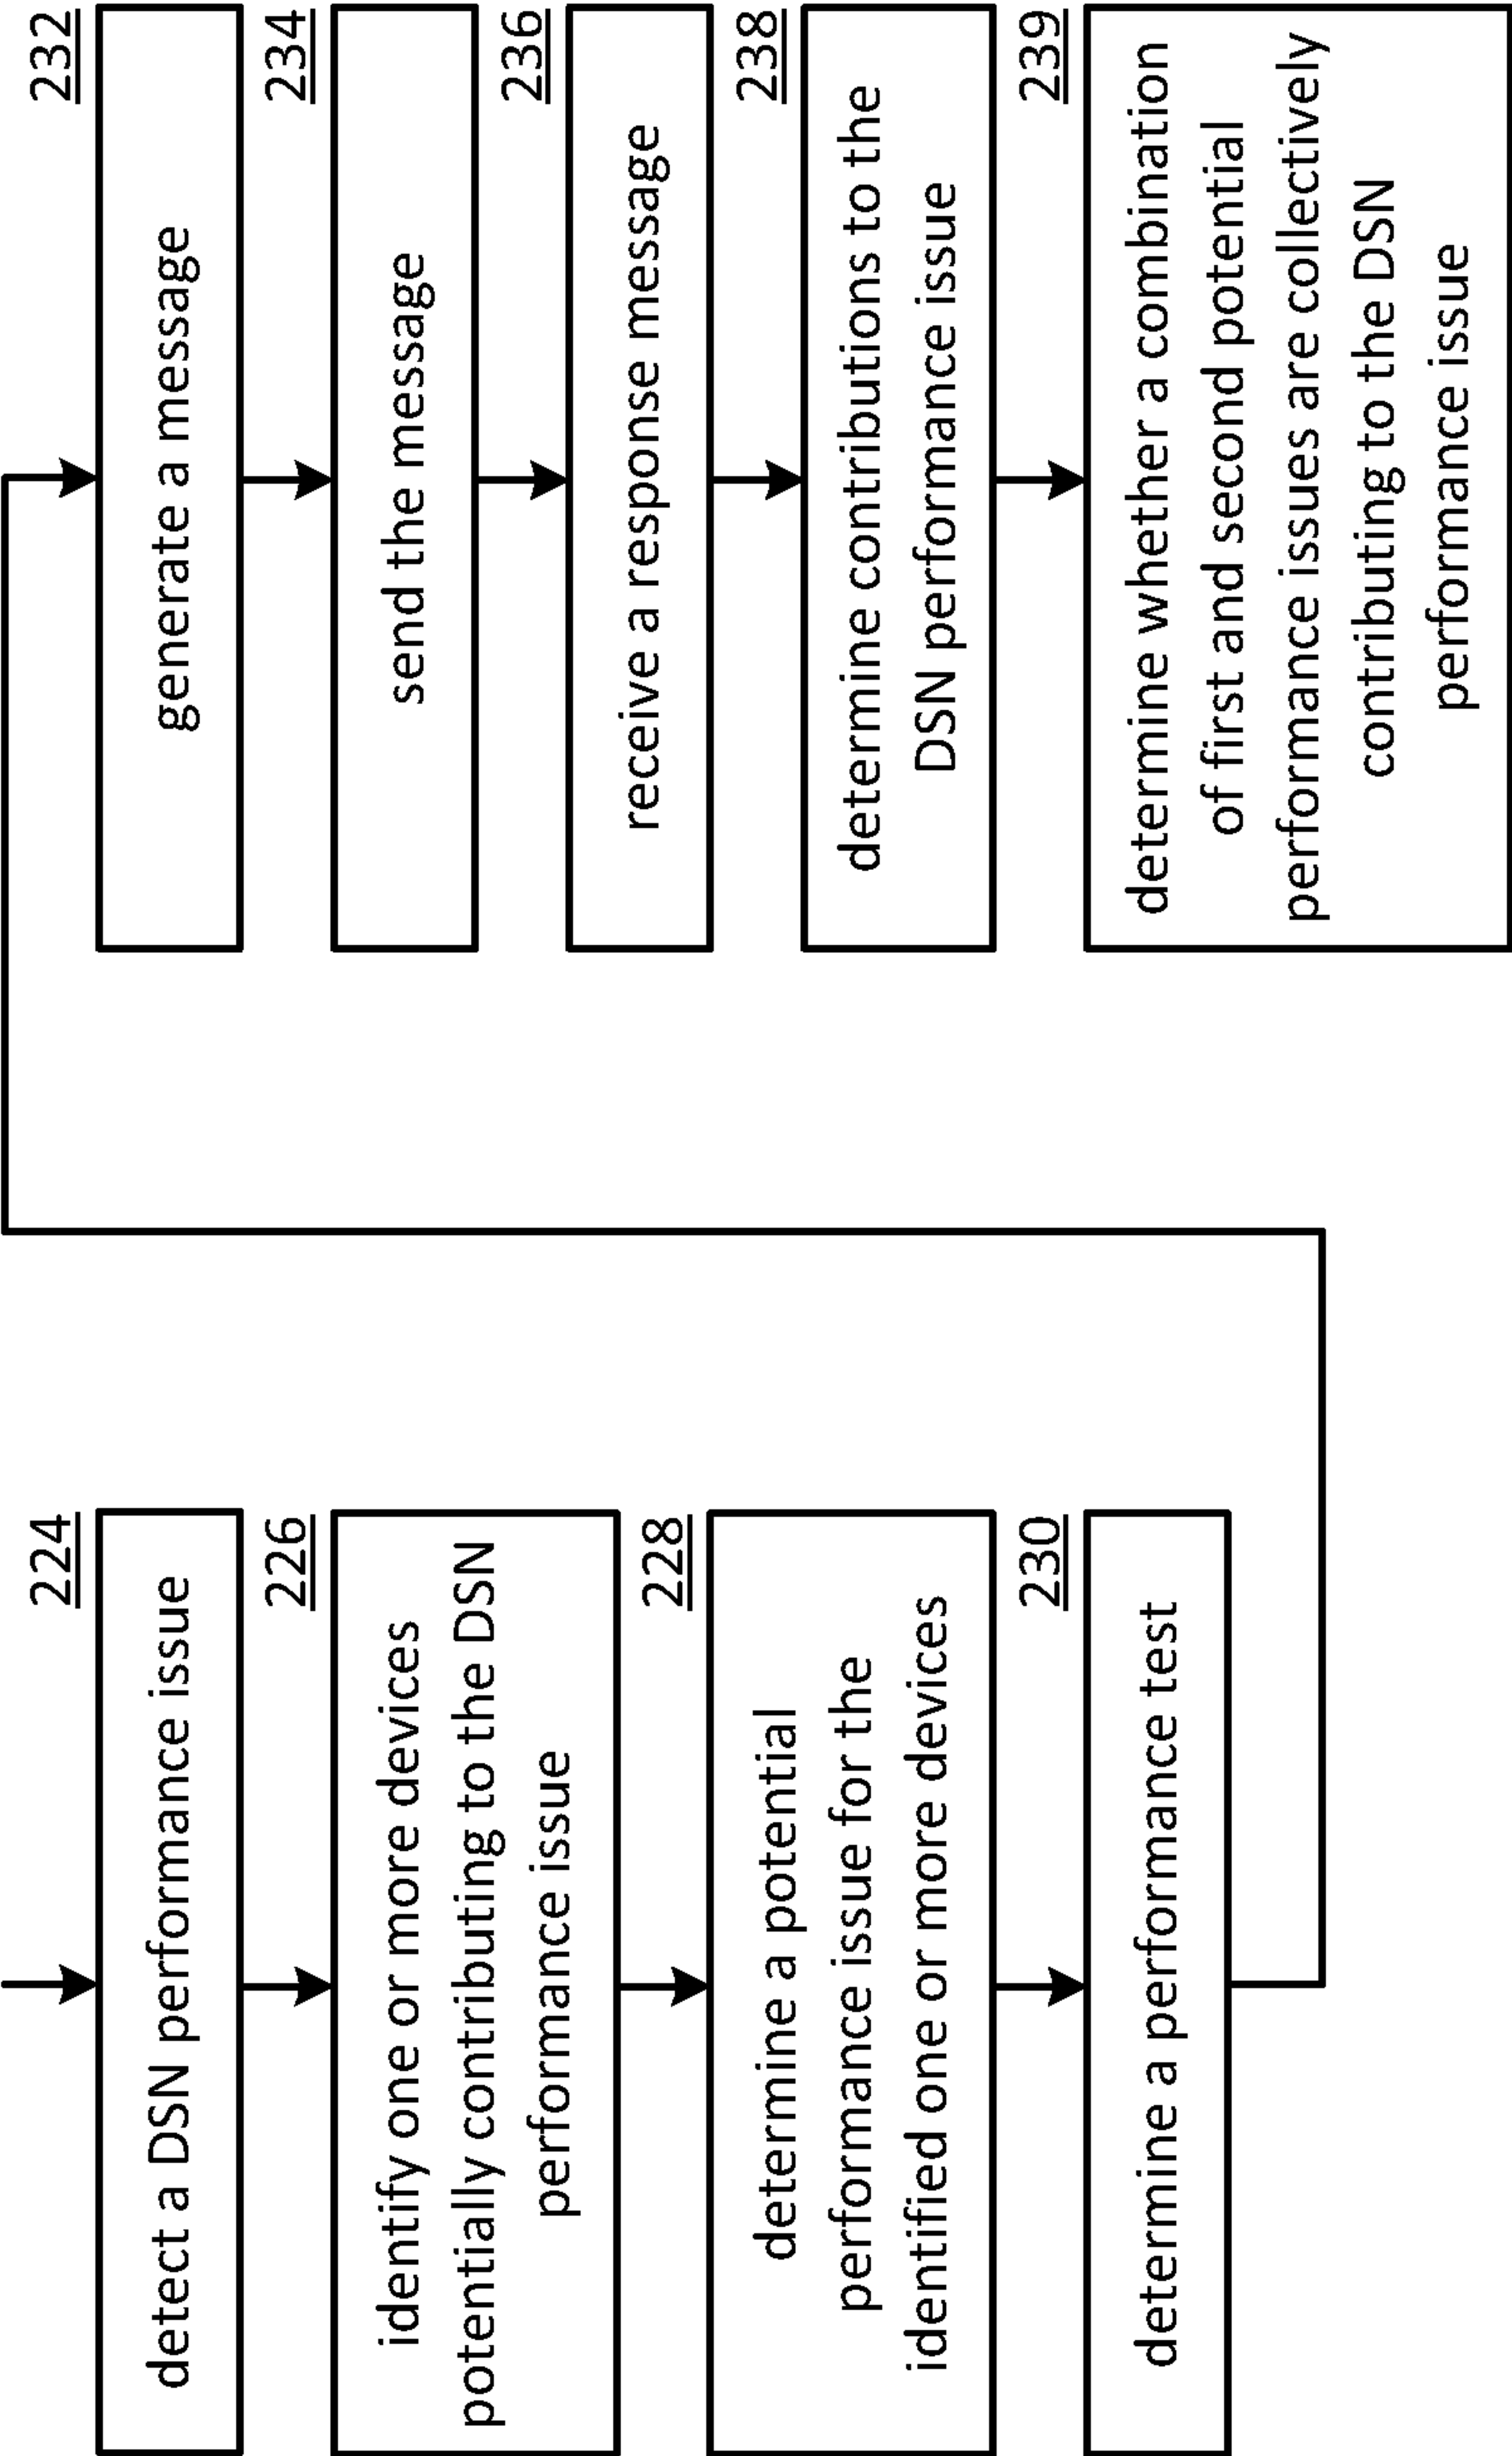 224
detect a DSN performance issue
226
identify one or more devices
potentially contributing to the DSN
performance issue
228
determine a potential
performance issue for the
identified one or more devices
230
determine a performance test
232
generate a message
234
send the message
236
receive a response message
238
determine contributions to the
DSN performance issue
239
determine whether a combination
of first and second potential
performance issues are collectively
contributing to the DSN
performance issue